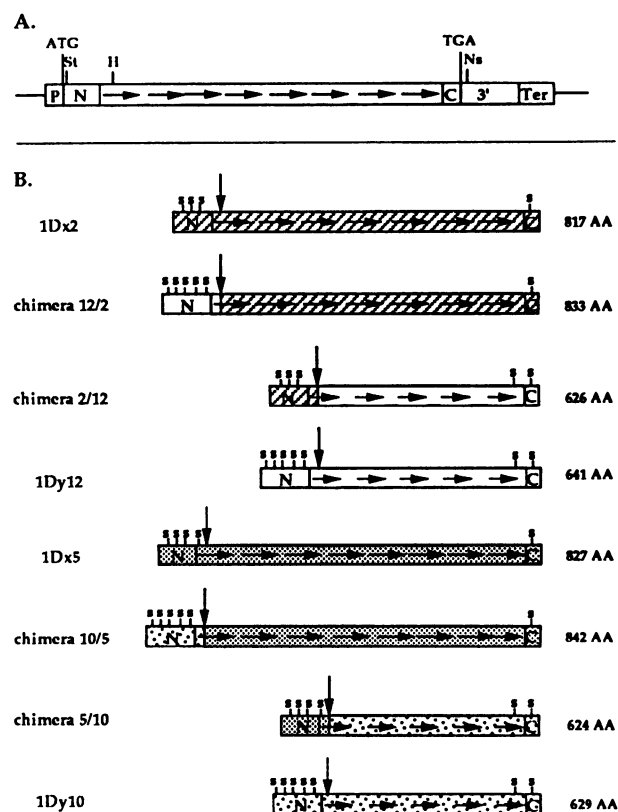 A.
ATG
St
H
TGA
Ns
P N C 3' Ter
B.
s s s s
1Dx2 N C 817 AA
s s s s s s
chimera 12/2 N C 833 AA
s s s s s
chimera 2/12 N C 626 AA
s s s s s s s
1Dy12 N C 641 AA
s s s s s
1Dx5 N C 827 AA
s s s s s s
chimera 10/5 N C 842 AA
s s s s s s
chimera 5/10 N C 624 AA
s s s s s s s
1Dy10 N C 629 AA